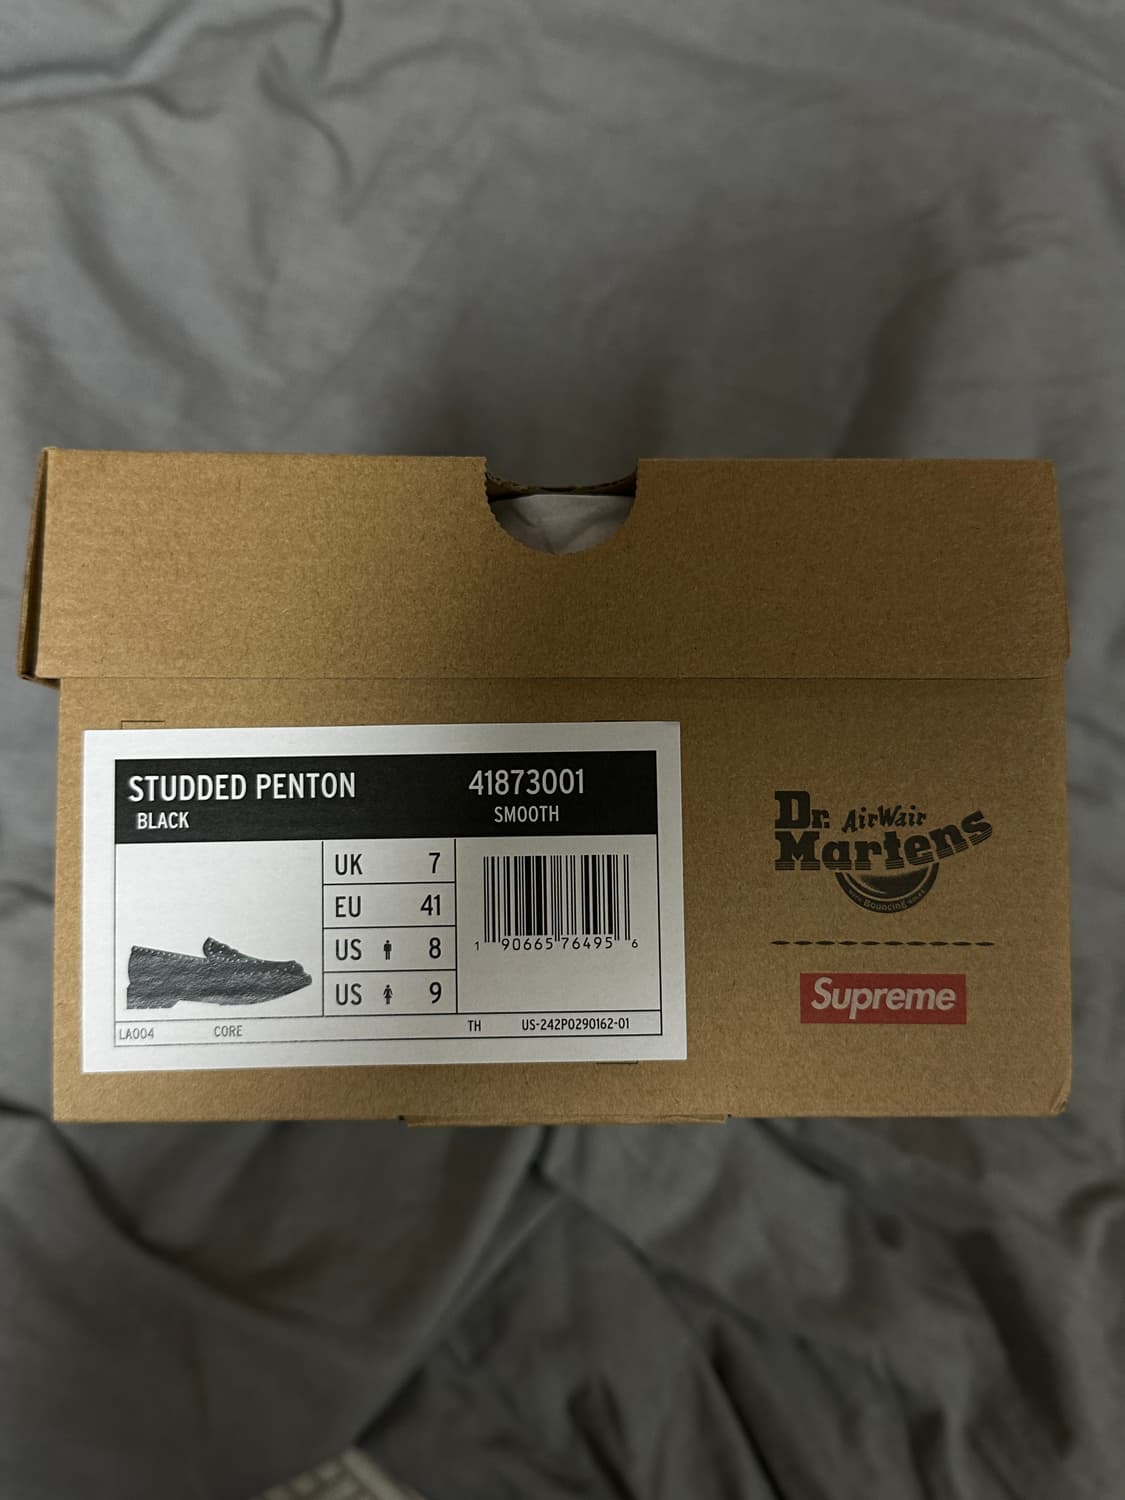 STUDDED PENTON 41873001
BLACK SMOOTH
UK 7
EU 41
US 8
US 9
1 90665 76495 6
LA004 CORE TH US-242P0290162-01
Dr. AirWair
Martens
Bouncing
Supreme